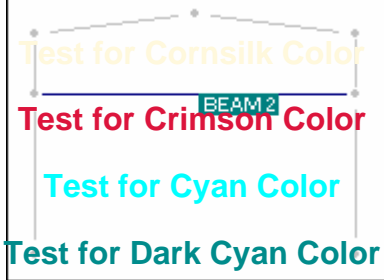 Test for Cornsilk Color
BEAM 2
Test for Crimson Color
Test for Cyan Color
Test for Dark Cyan Color